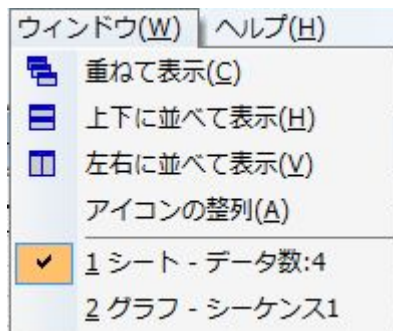 ウィンドウ(W) ヘルプ(H)
重ねて表示(C)
上下に並べて表示(H)
左右に並べて表示(V)
アイコンの整列(A)
1 シート - データ数:4
2 グラフ - シーケンス1